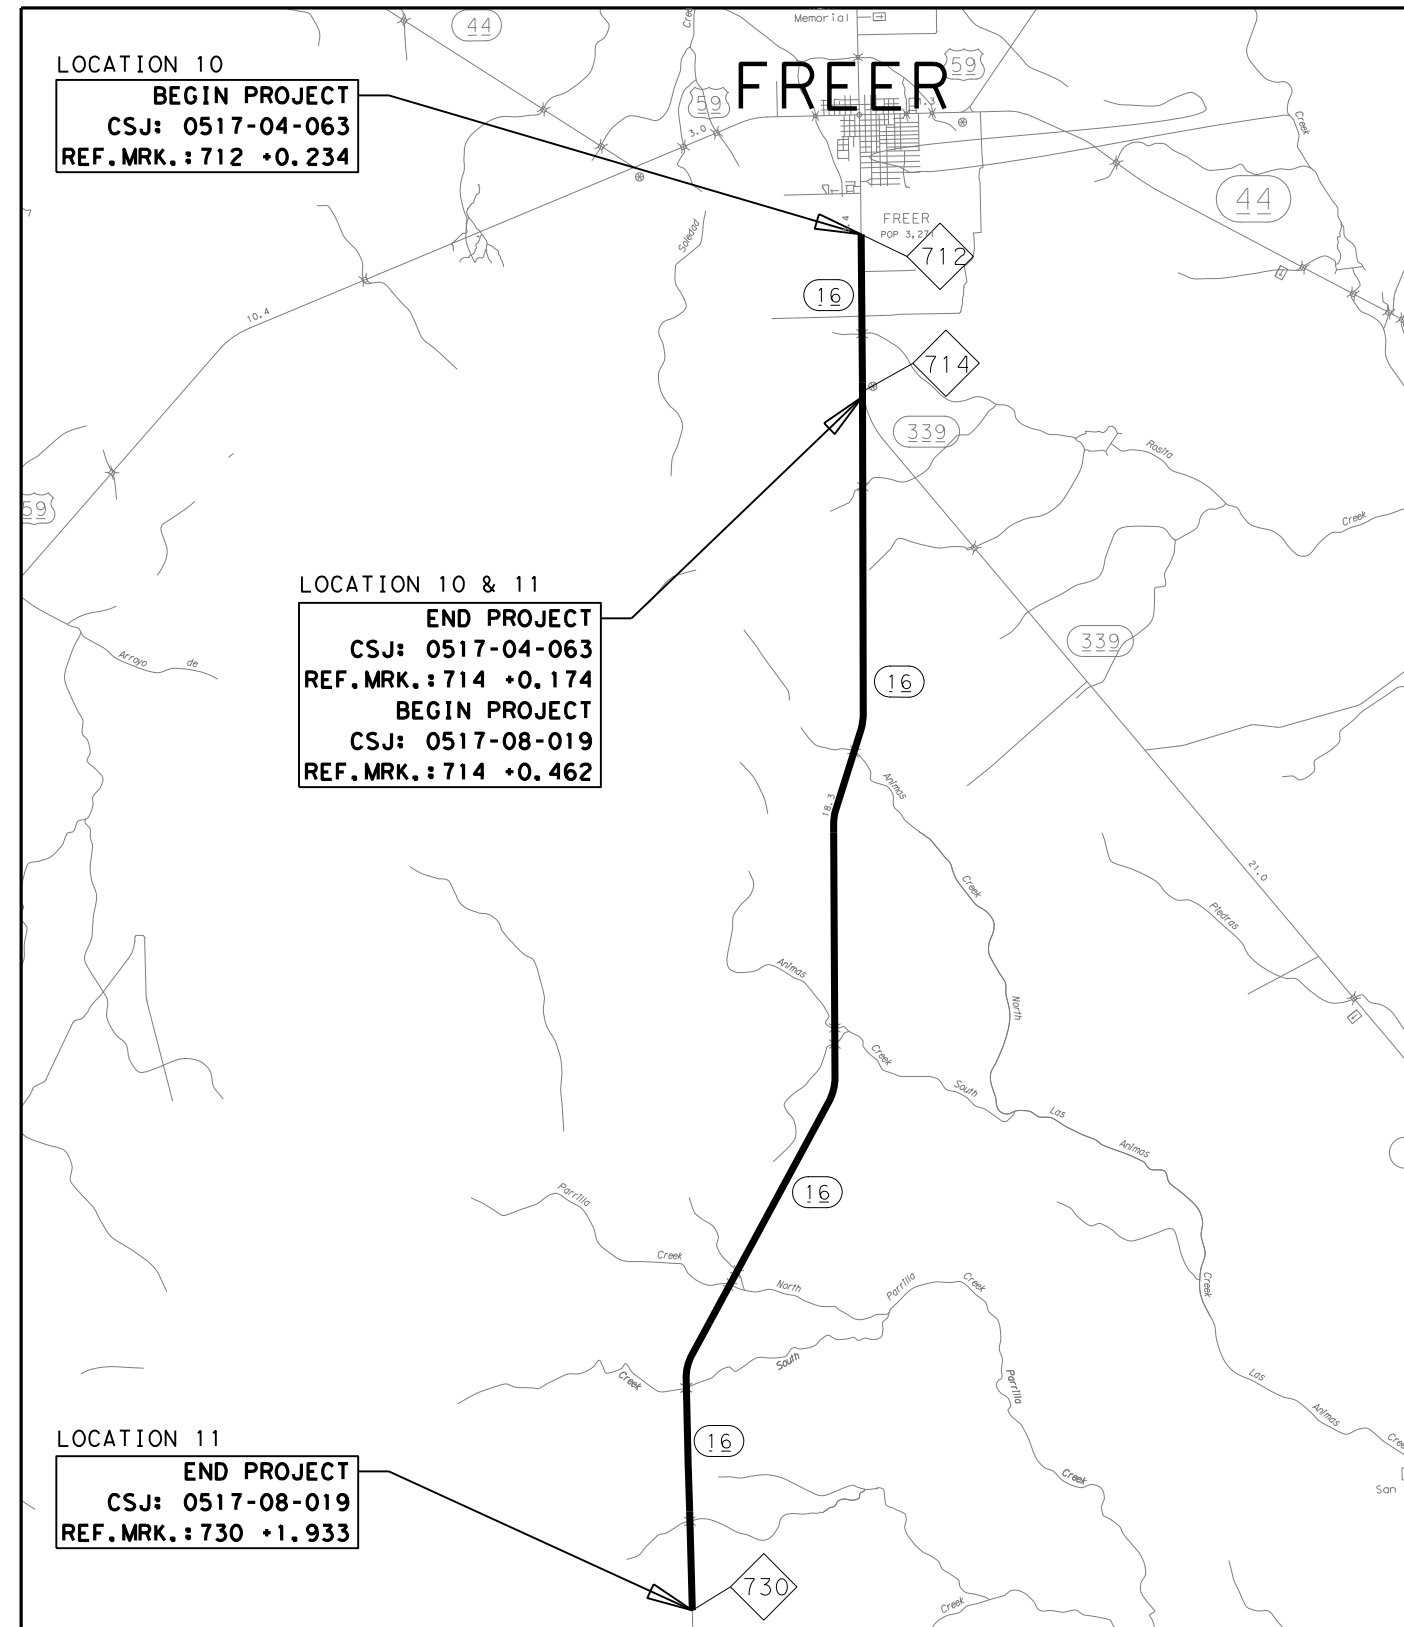 Memorial
44
Cree
59
FREER
59
LOCATION 10
BEGIN PROJECT
CSJ: 0517-04-063
REF.MRK.:712 +0.234
3.0
Creek
44
FREER
POP 3,271
712
Soledad
16
10.4
714
339
Rosita
Creek
59
LOCATION 10 & 11
END PROJECT
CSJ: 0517-04-063
REF.MRK.:714 +0.174
BEGIN PROJECT
CSJ: 0517-08-019
REF.MRK.:714 +0.462
Arroyo de
339
16
Animas
18.3
Creek
21.0
Piedras
Animas
North
Creek
South
Las
Animas
16
Parrilla
Creek
North
Parrilla
Creek
Creek
South
Creek
Parrilla
Las
Animas
Cree
LOCATION 11
END PROJECT
CSJ: 0517-08-019
REF.MRK.:730 +1.933
16
Creek
San
730
Creek